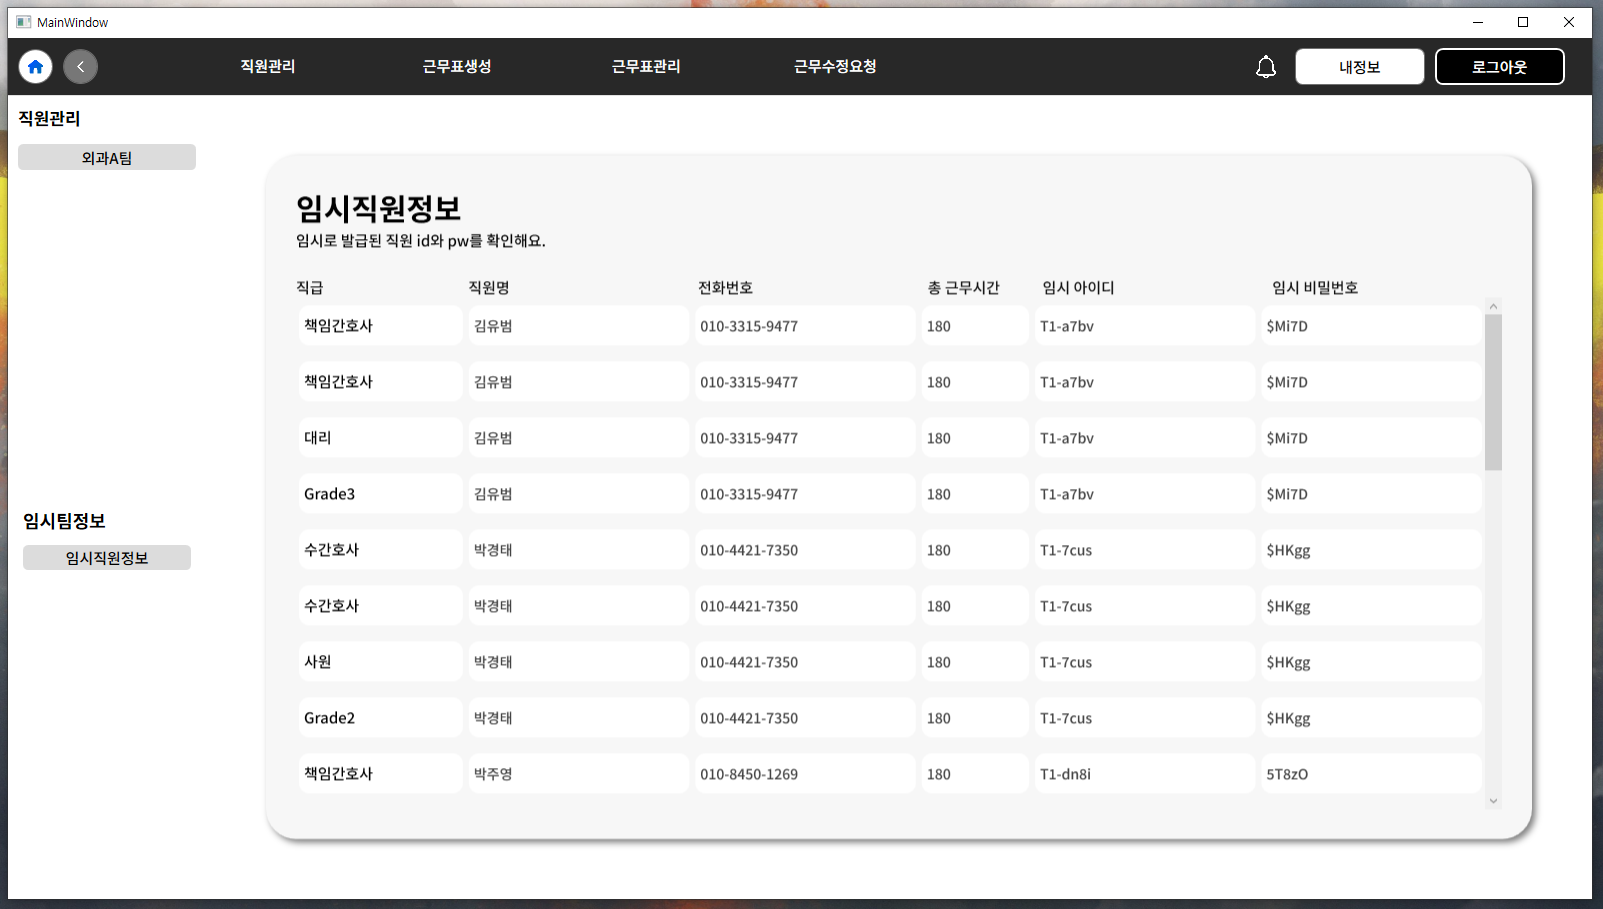 MainWindow
직원관리 근무표생성 근무표관리 근무수정요청 내정보 로그아웃
직원관리
외과A팀
임시팀정보
임시직원정보
임시직원정보
임시로 발급된 직원 id와 pw를 확인해요.
직급 직원명 전화번호 총 근무시간 임시 아이디 임시 비밀번호
책임간호사 김유범 010-3315-9477 180 T1-a7bv $Mi7D
책임간호사 김유범 010-3315-9477 180 T1-a7bv $Mi7D
대리 김유범 010-3315-9477 180 T1-a7bv $Mi7D
Grade3 김유범 010-3315-9477 180 T1-a7bv $Mi7D
수간호사 박경태 010-4421-7350 180 T1-7cus $HKgg
수간호사 박경태 010-4421-7350 180 T1-7cus $HKgg
사원 박경태 010-4421-7350 180 T1-7cus $HKgg
Grade2 박경태 010-4421-7350 180 T1-7cus $HKgg
책임간호사 박주영 010-8450-1269 180 T1-dn8i 5T8zO